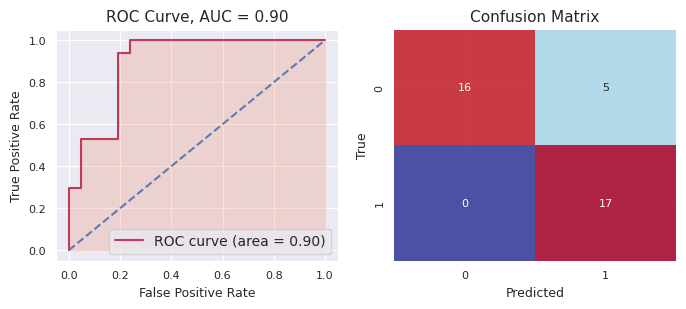 ROC Curve, AUC = 0.90
1.0
0.8
0.6
0.4
0.2
0.0
True Positive Rate
ROC curve (area = 0.90)
0.0 0.2 0.4 0.6 0.8 1.0
False Positive Rate
Confusion Matrix
0
1
True
16 5
0 17
0 1
Predicted